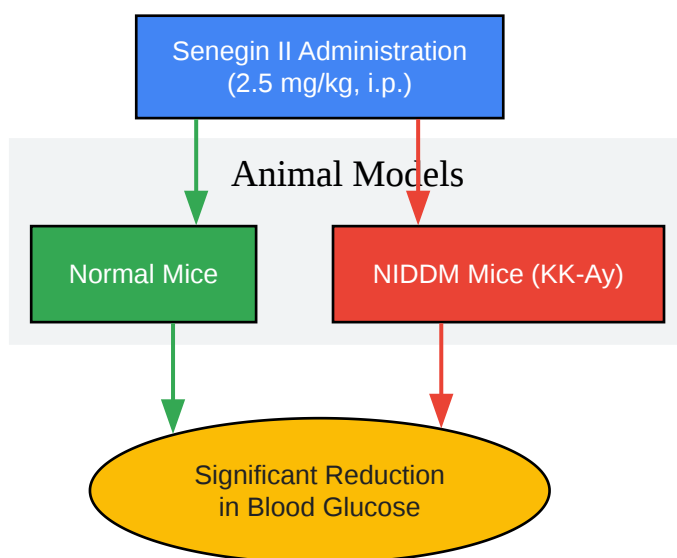 Senegin II Administration
(2.5 mg/kg, i.p.)
Animal Models
Normal Mice
NIDDM Mice (KK-Ay)
Significant Reduction
in Blood Glucose